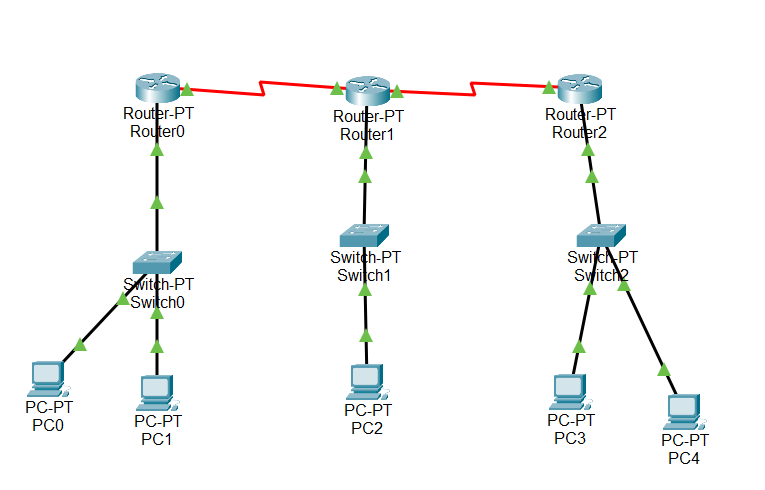 Router-PT
Router0
Router-PT
Router1
Router-PT
Router2
Switch-PT
Switch0
Switch-PT
Switch1
Switch-PT
Switch2
PC-PT
PC0
PC-PT
PC1
PC-PT
PC2
PC-PT
PC3
PC-PT
PC4